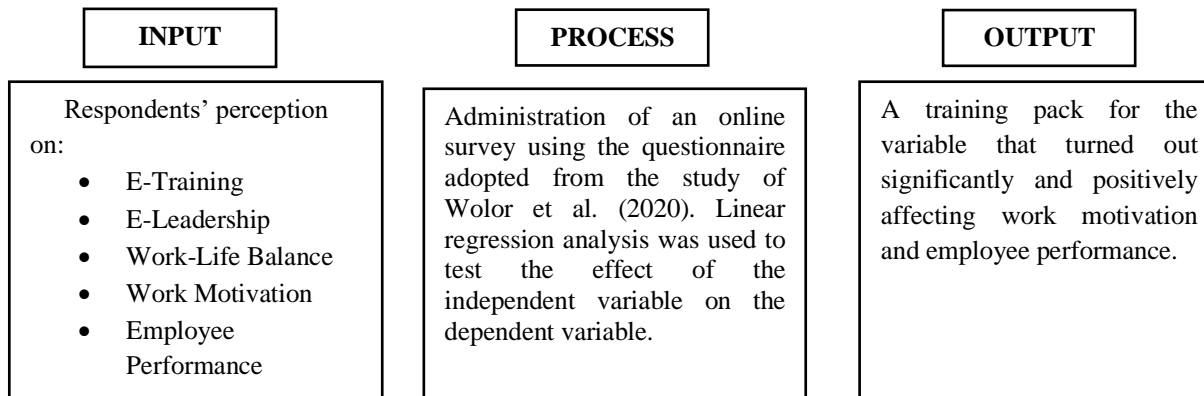 INPUT
Respondents’ perception
on:
• E-Training
• E-Leadership
• Work-Life Balance
• Work Motivation
• Employee
Performance
PROCESS
Administration of an online
survey using the questionnaire
adopted from the study of
Wolor et al. (2020). Linear
regression analysis was used to
test the effect of the
independent variable on the
dependent variable.
OUTPUT
A training pack for the
variable that turned out
significantly and positively
affecting work motivation
and employee performance.